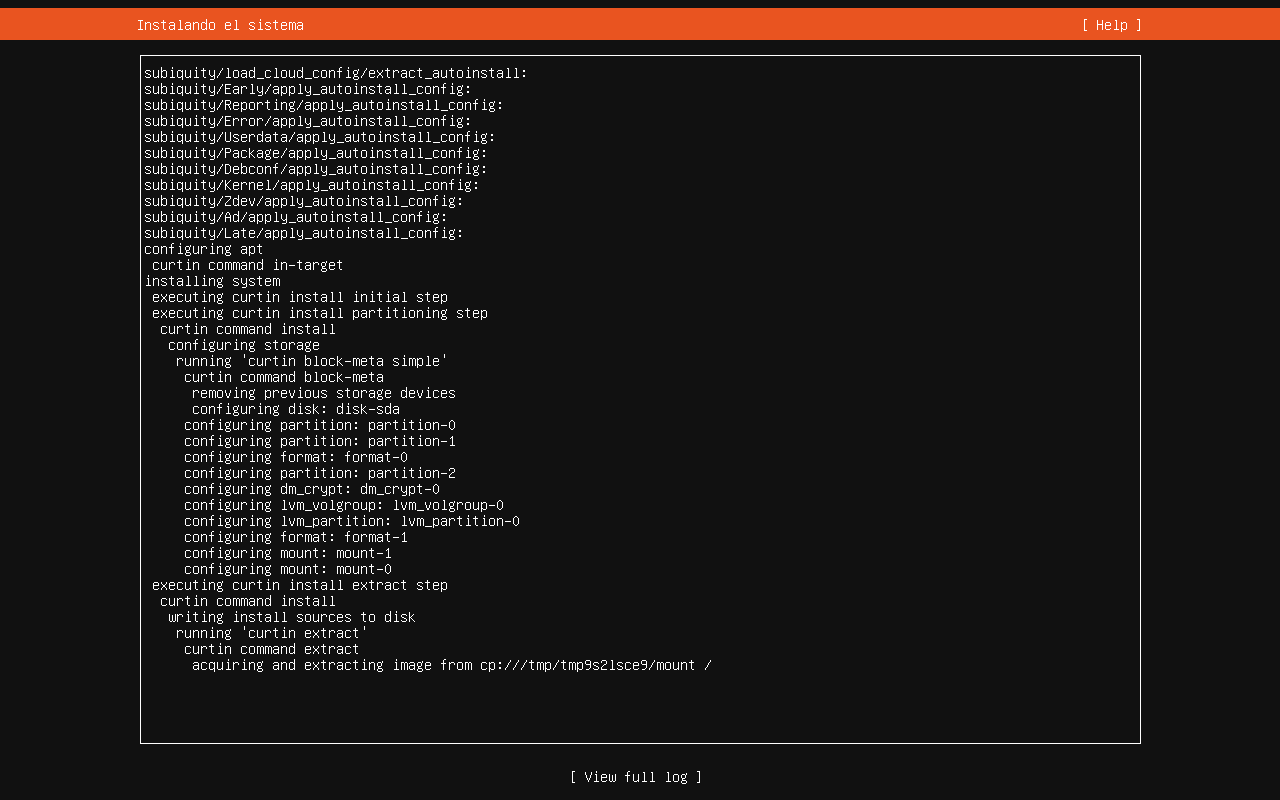 Instalando el sistema [ Help ]
subiquity/load_cloud_config/extract_autoinstall:
subiquity/Early/apply_autoinstall_config:
subiquity/Reporting/apply_autoinstall_config:
subiquity/Error/apply_autoinstall_config:
subiquity/Userdata/apply_autoinstall_config:
subiquity/Package/apply_autoinstall_config:
subiquity/Debconf/apply_autoinstall_config:
subiquity/Kernel/apply_autoinstall_config:
subiquity/Zdev/apply_autoinstall_config:
subiquity/Ad/apply_autoinstall_config:
subiquity/Late/apply_autoinstall_config:
configuring apt
curtin command in-target
installing system
executing curtin install initial step
executing curtin install partitioning step
curtin command install
configuring storage
running 'curtin block-meta simple'
curtin command block-meta
removing previous storage devices
configuring disk: disk-sda
configuring partition: partition-0
configuring partition: partition-1
configuring format: format-0
configuring partition: partition-2
configuring dm_crypt: dm_crypt-0
configuring lvm_volgroup: lvm_volgroup-0
configuring lvm_partition: lvm_partition-0
configuring format: format-1
configuring mount: mount-1
configuring mount: mount-0
executing curtin install extract step
curtin command install
writing install sources to disk
running 'curtin extract'
curtin command extract
acquiring and extracting image from cp:///tmp/tmp9s2lsce9/mount /
[ View full log ]